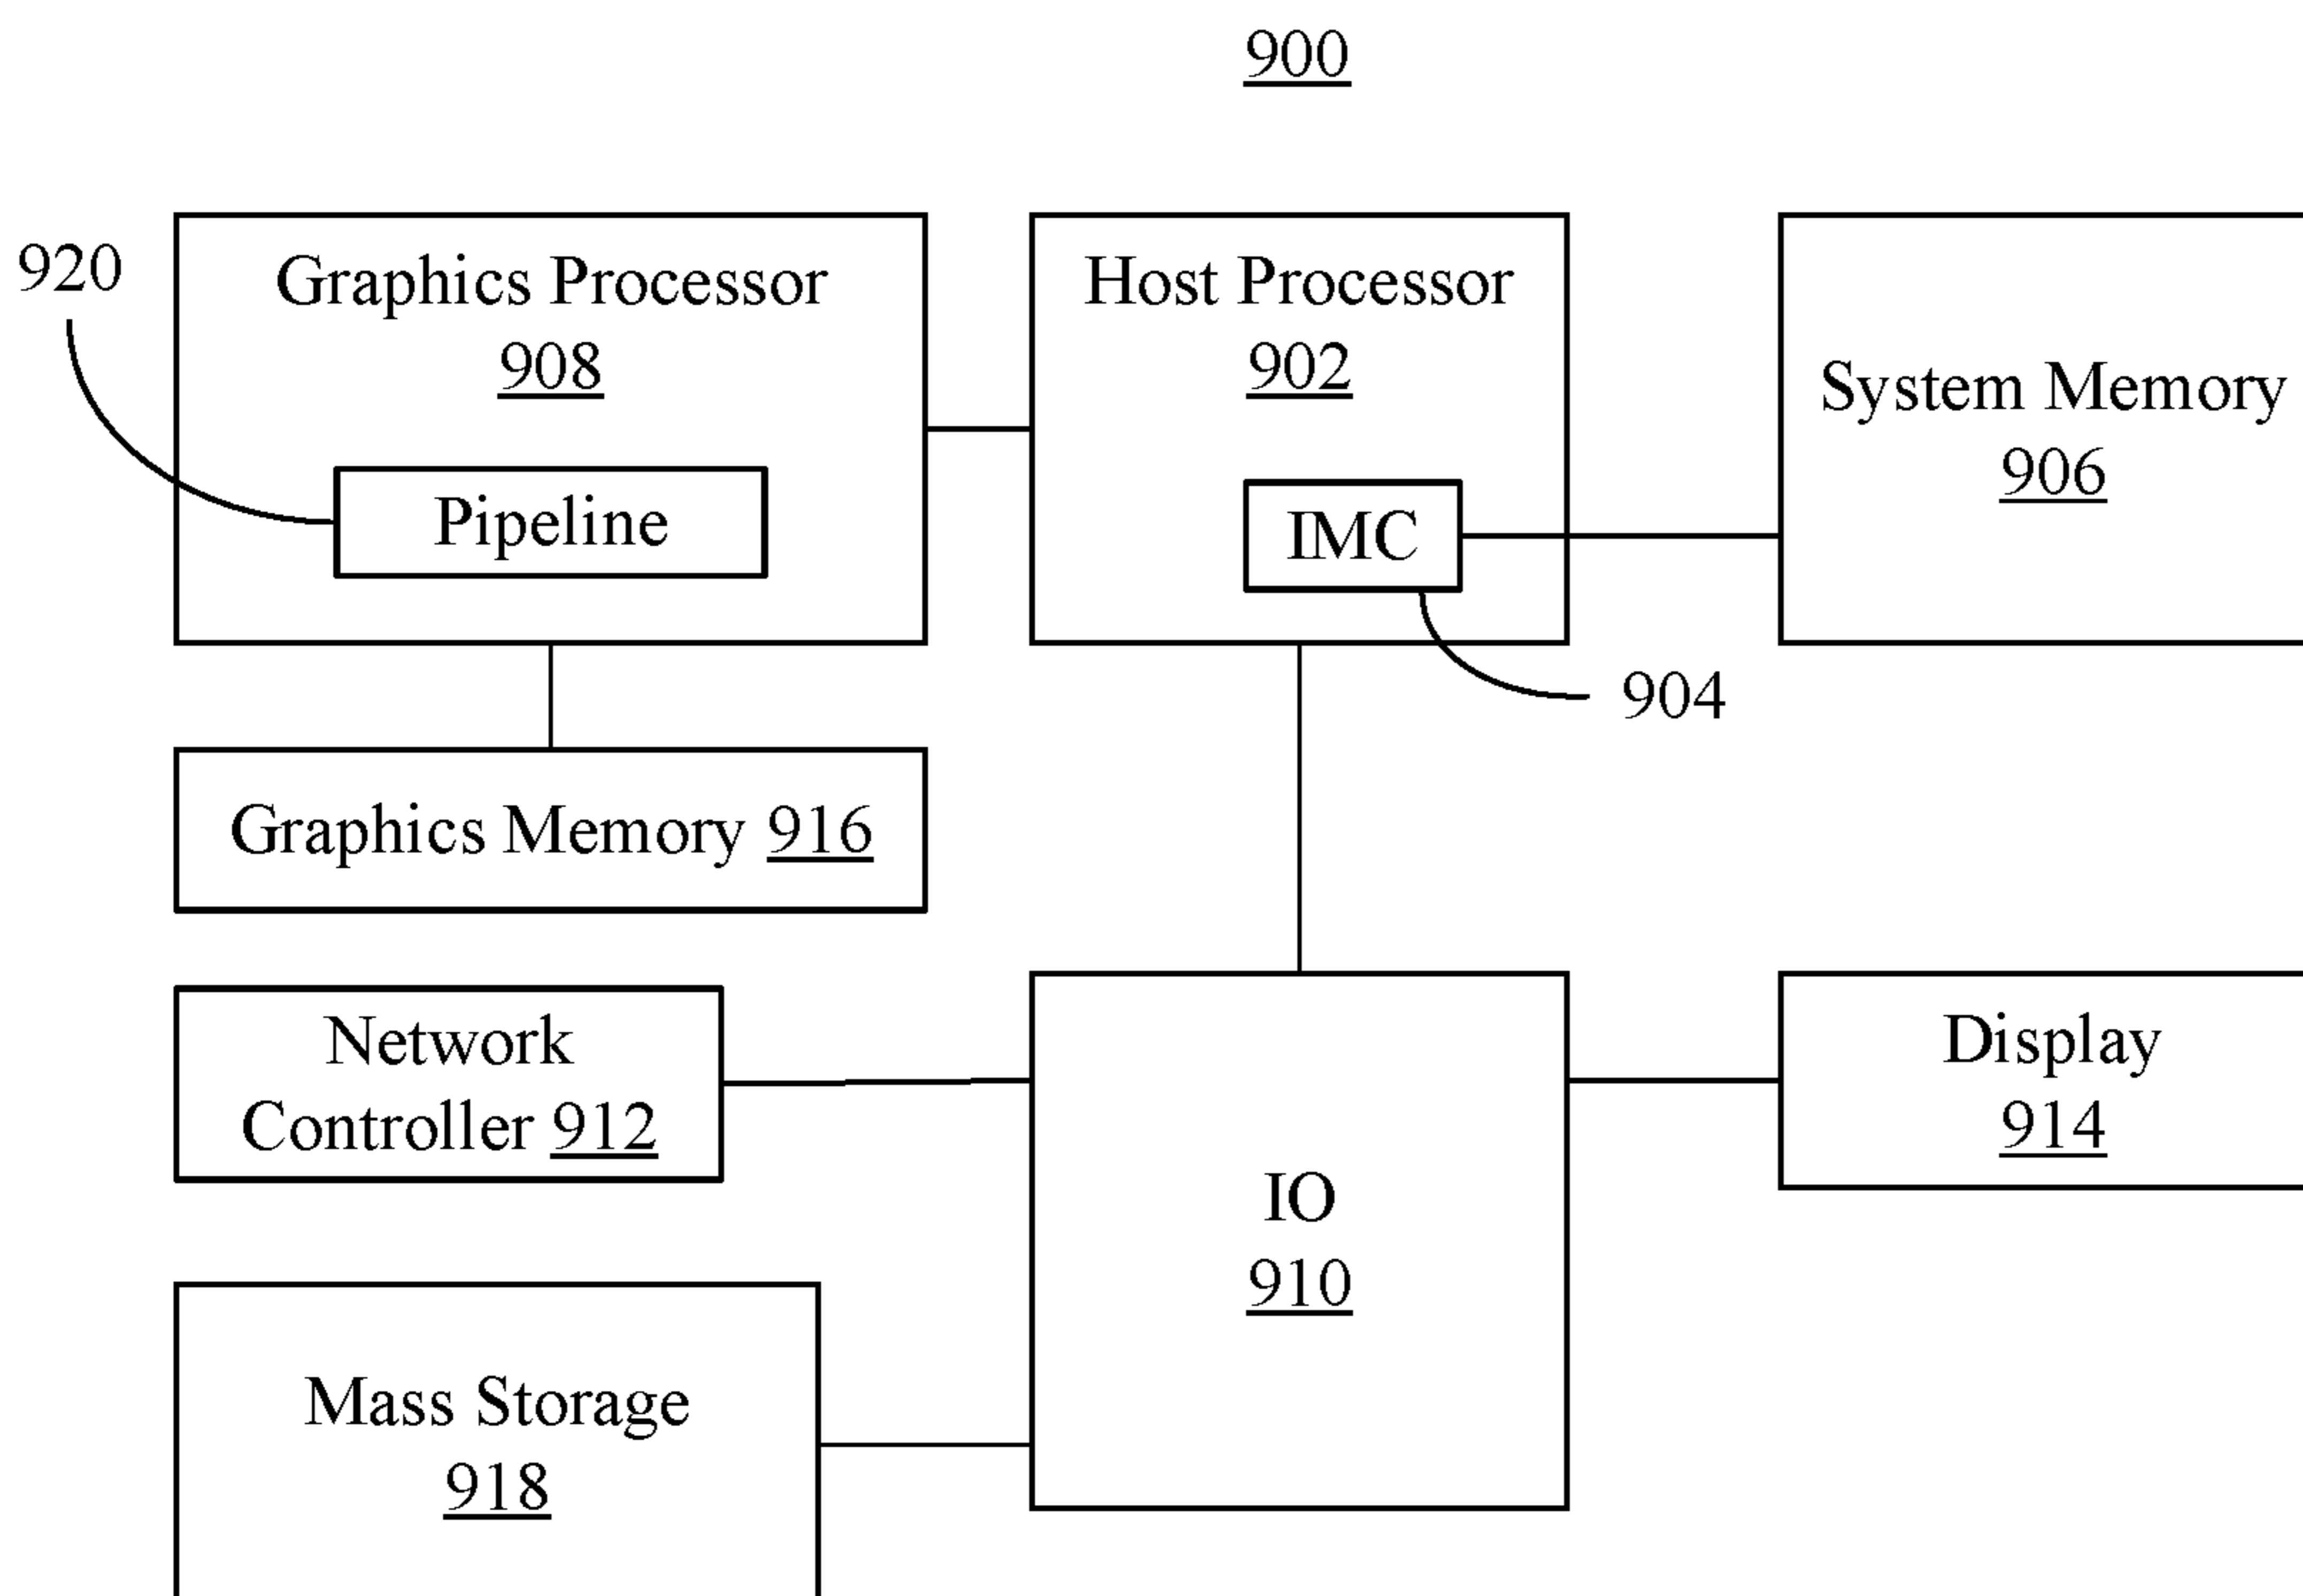 900
920
Graphics Processor
908
Pipeline
Host Processor
902
IMC
904
System Memory
906
Graphics Memory 916
Network
Controller 912
IO
910
Display
914
Mass Storage
918